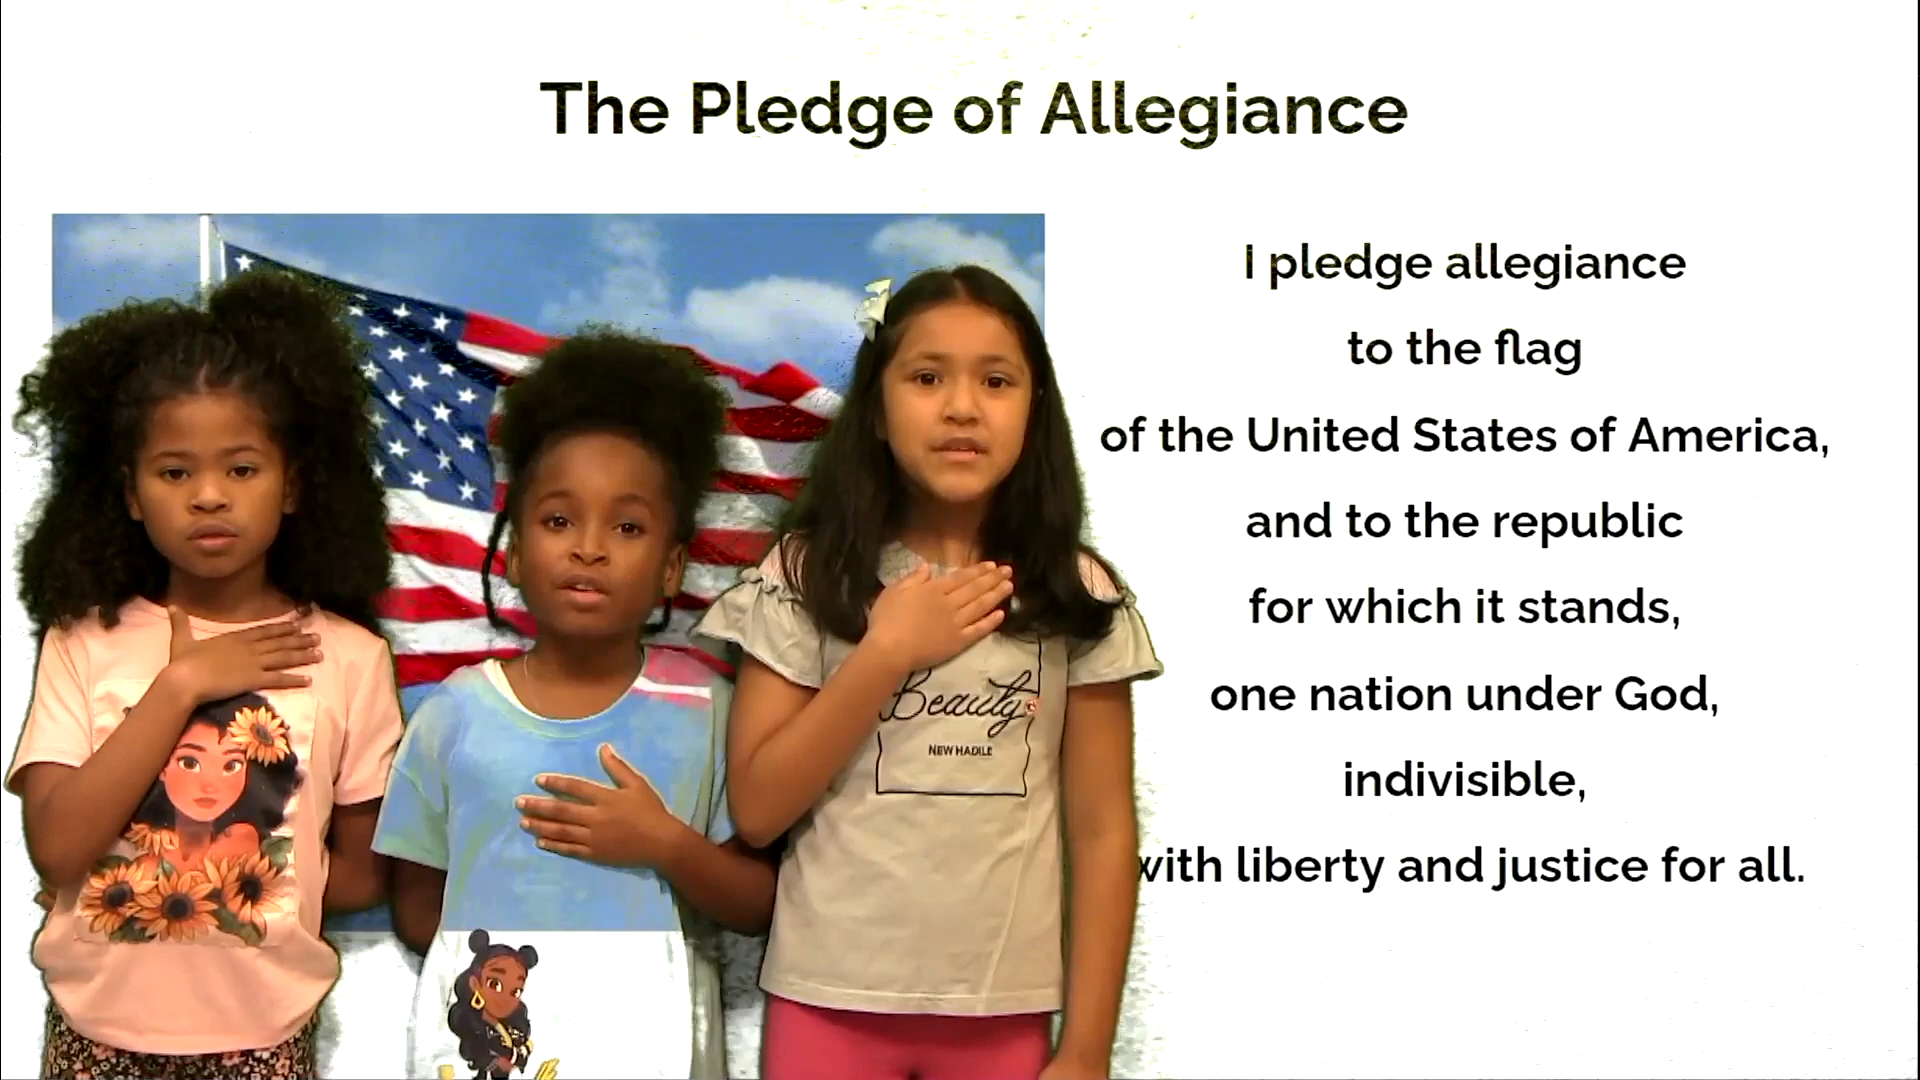 The Pledge of Allegiance
I pledge allegiance
to the flag
of the United States of America,
and to the republic
for which it stands,
one nation under God,
indivisible,
with liberty and justice for all.
Beauty
NEW HADILE